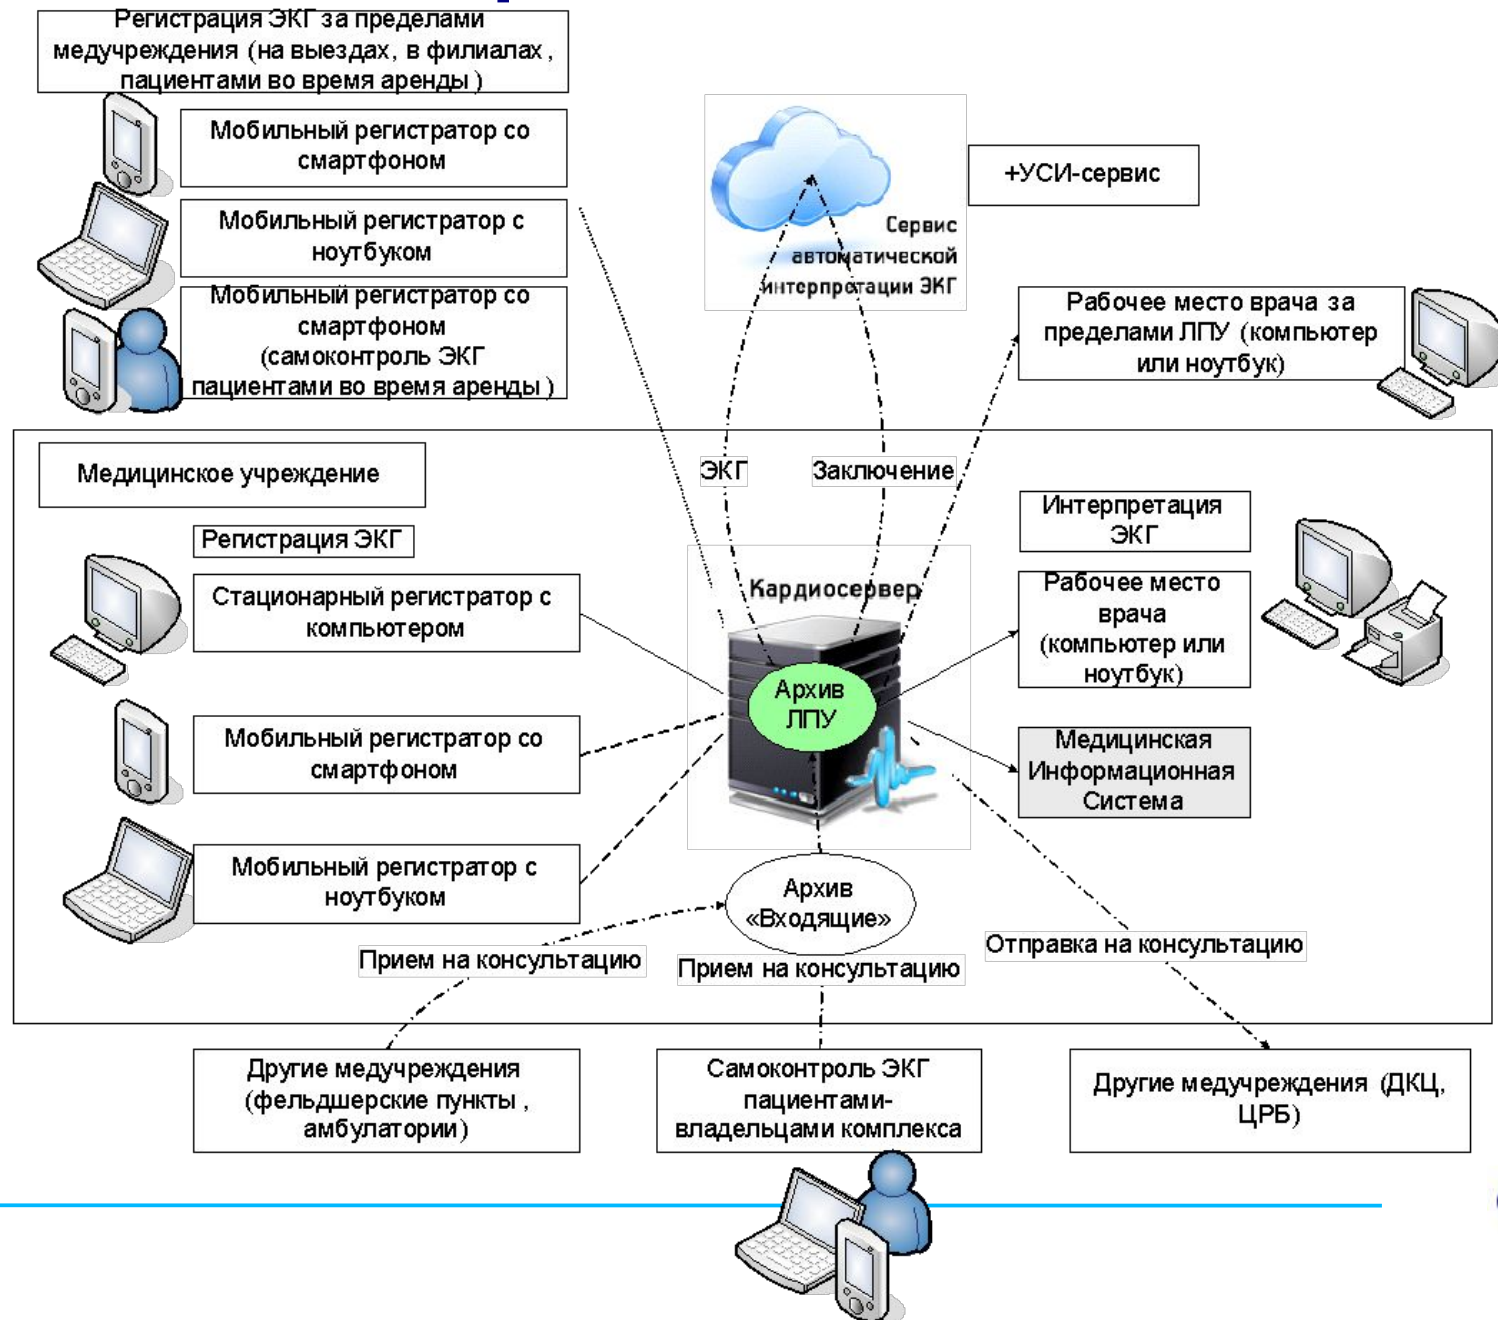 Регистрация ЭКГ за пределами
медучреждения (на выездах, в филиалах ,
пациентами во время аренды )
Мобильный регистратор со
смартфоном
Мобильный регистратор с
ноутбуком
Мобильный регистратор со
смартфоном
(самоконтроль ЭКГ
пациентами во время аренды )
Сервис
автоматической
интерпретации ЭКГ
+УСИ-сервис
Рабочее место врача за
пределами ЛПУ (компьютер
или ноутбук)
Медицинское учреждение
ЭКГ
Заключение
Регистрация ЭКГ
Стационарный регистратор с
компьютером
Мобильный регистратор со
смартфоном
Мобильный регистратор с
ноутбуком
Кардиосервер
Архив
ЛПУ
Интерпретация
ЭКГ
Рабочее место
врача
(компьютер или
ноутбук)
Медицинская
Информационная
Система
Архив
«Входящие»
Прием на консультацию
Прием на консультацию
Отправка на консультацию
Другие медучреждения
(фельдшерские пункты ,
амбулатории)
Самоконтроль ЭКГ
пациентами-
владельцами комплекса
Другие медучреждения (ДКЦ,
ЦРБ)